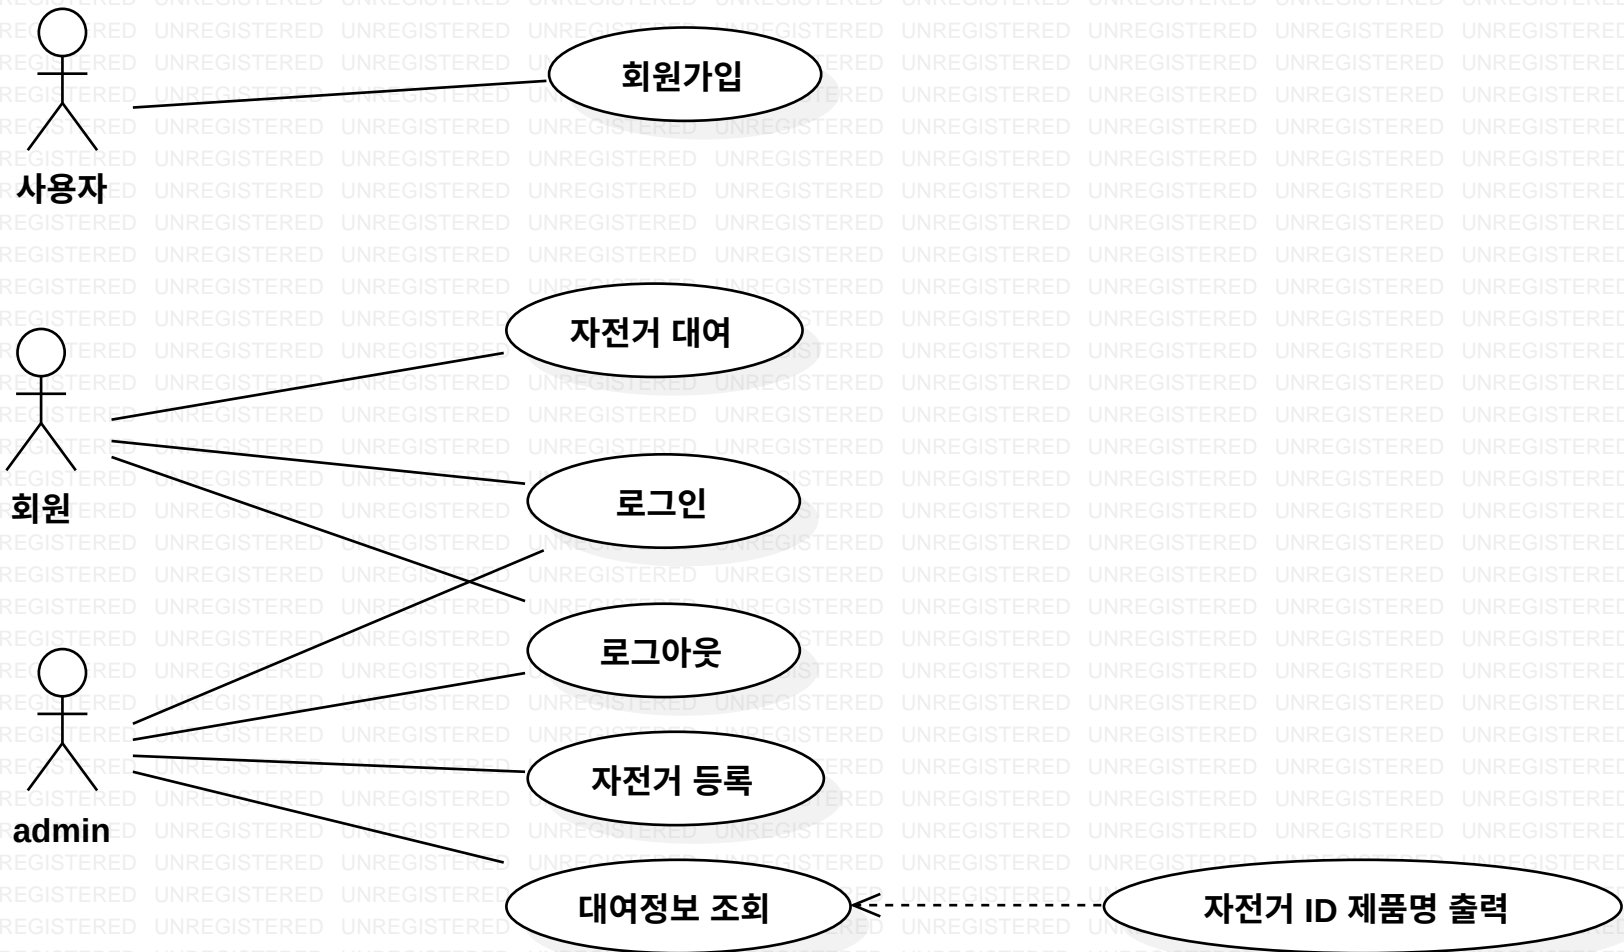 회원가입
사용자
자전거 대여
회원
로그인
로그아웃
자전거 등록
admin
대여정보 조회
자전거 ID 제품명 출력
UNREGISTERED